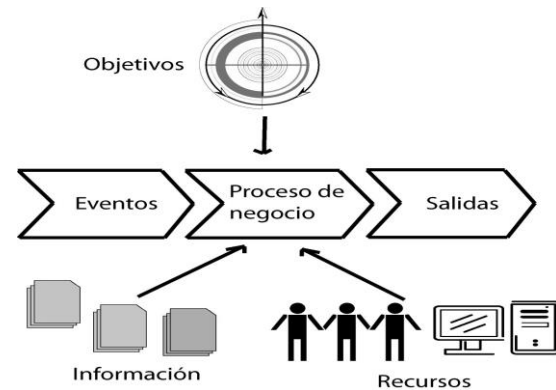 Objetivos
Eventos
Proceso de
negocio
Salidas
Información
Recursos